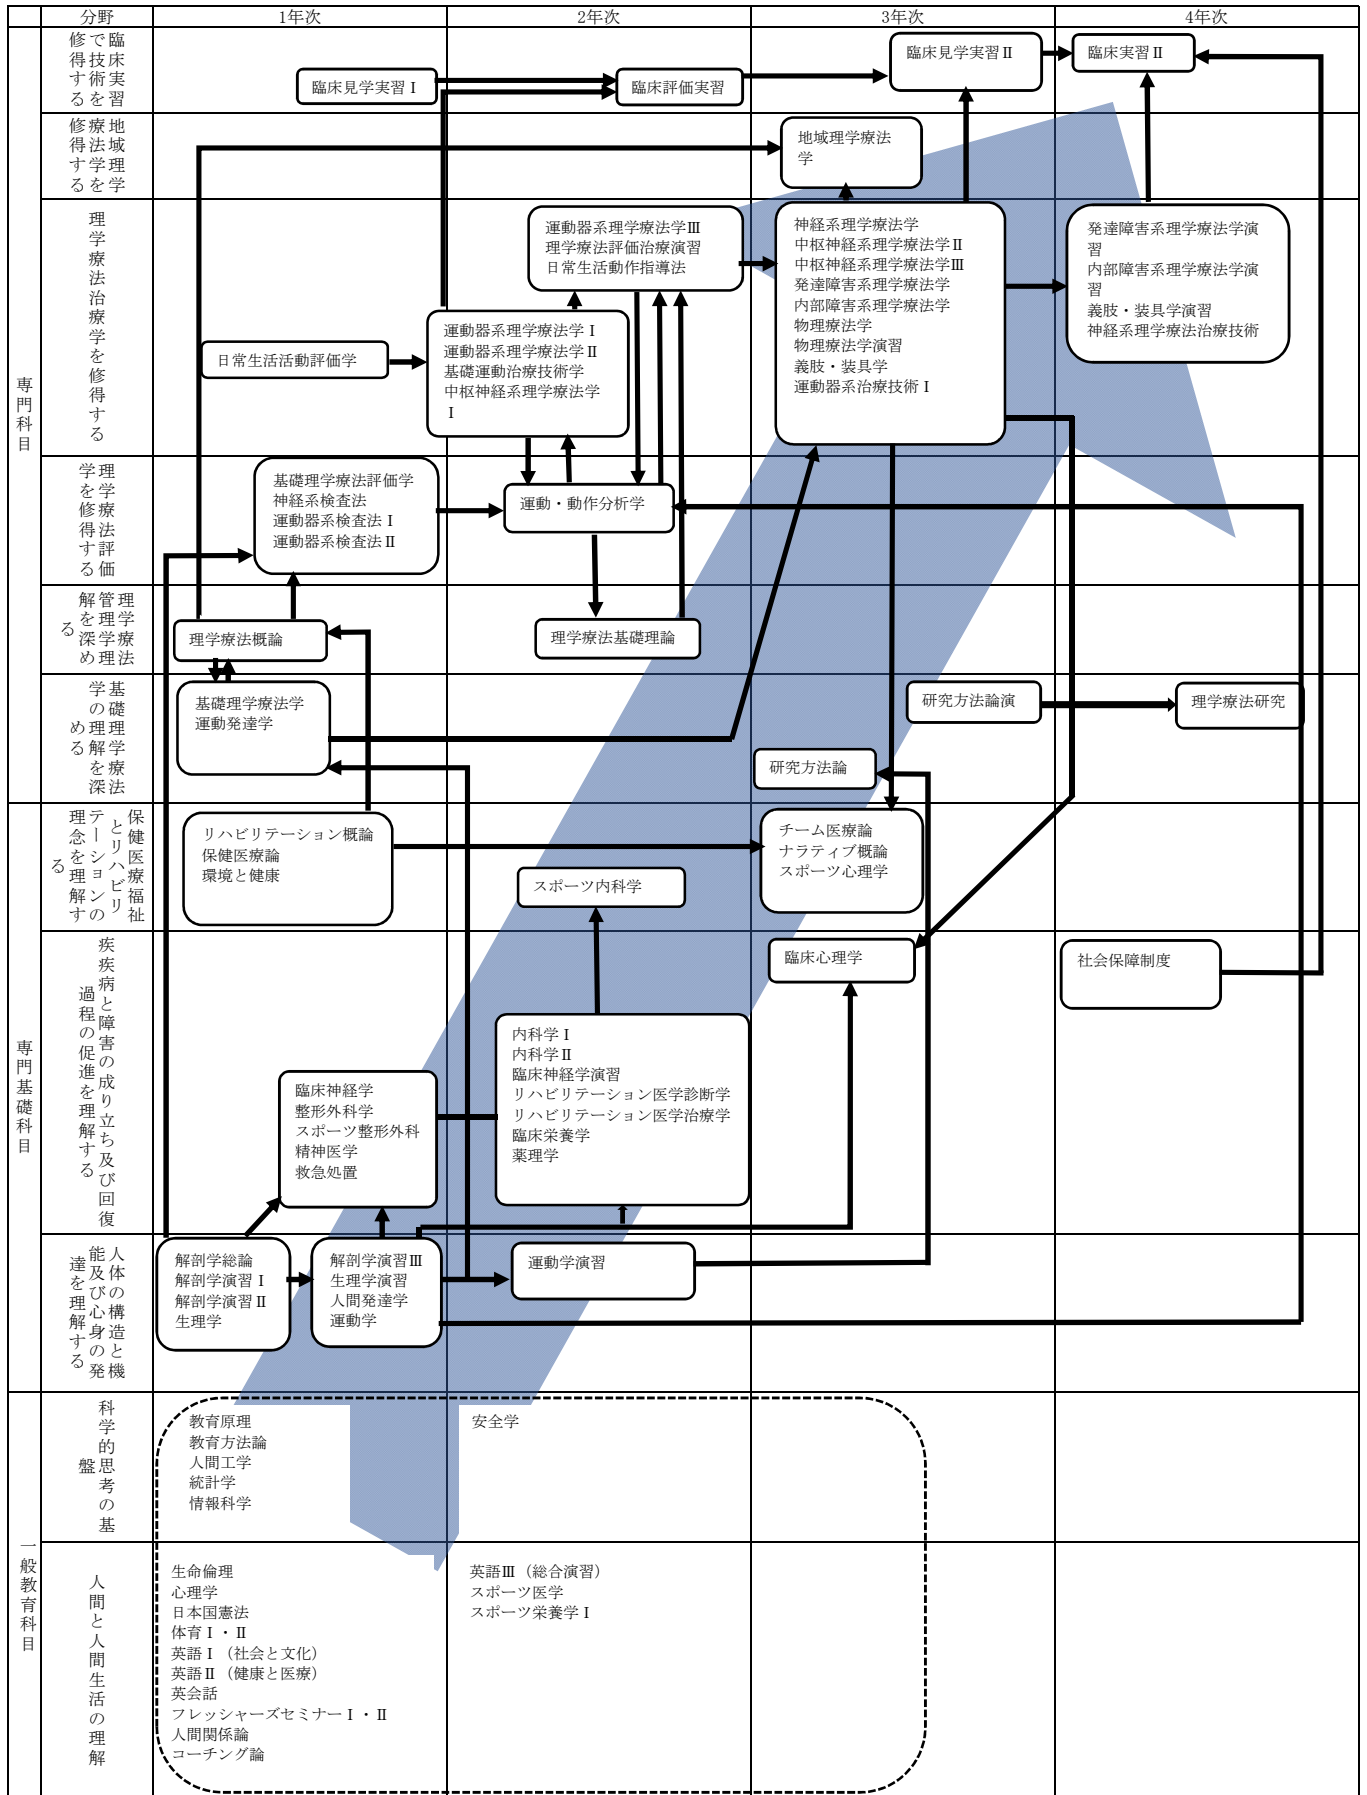 分野
1年次
2年次
3年次
4年次
専門科目
臨床実習
で技術を
修得する
臨床見学実習Ⅰ
臨床評価実習
臨床見学実習Ⅱ
臨床実習Ⅱ
地域理学
療法学を
修得する
地域理学療法
学
理学療法治療学を修得する
日常生活活動評価学
運動器系理学療法学Ⅰ
運動器系理学療法学Ⅱ
基礎運動治療技術学
中枢神経系理学療法学
Ⅰ
運動器系理学療法学Ⅲ
理学療法評価治療演習
日常生活動作指導法
神経系理学療法学
中枢神経系理学療法学Ⅱ
中枢神経系理学療法学Ⅲ
発達障害系理学療法学
内部障害系理学療法学
物理療法学
物理療法学演習
義肢・装具学
運動器系治療技術Ⅰ
発達障害系理学療法学演
習
内部障害系理学療法学演
習
義肢・装具学演習
神経系理学療法治療技術
理学療法評価
学を修得する
基礎理学療法評価学
神経系検査法
運動器系検査法Ⅰ
運動器系検査法Ⅱ
運動・動作分析学
理学療法
管理学理
解を深め
る
理学療法概論
理学療法基礎理論
基礎理学療法
学の理解を深
める
基礎理学療法学
運動発達学
研究方法論演
理学療法研究
研究方法論
専門基礎科目
保健医療福祉
とリハビリ
テーションの
理念を理解す
る
リハビリテーション概論
保健医療論
環境と健康
スポーツ内科学
チーム医療論
ナラティブ概論
スポーツ心理学
疾疾病と障害の成り立ち及び回復
過程の促進を理解する
臨床神経学
整形外科学
スポーツ整形外科
精神医学
救急処置
内科学Ⅰ
内科学Ⅱ
臨床神経学演習
リハビリテーション医学診断学
リハビリテーション医学治療学
臨床栄養学
薬理学
臨床心理学
社会保障制度
人体の構造と機
能及び心身の発
達を理解する
解剖学総論
解剖学演習Ⅰ
解剖学演習Ⅱ
生理学
解剖学演習Ⅲ
生理学演習
人間発達学
運動学
運動学演習
一般教育科目
科学的思考の基
盤
教育原理
教育方法論
人間工学
統計学
情報科学
安全学
人間と人間生活の理解
生命倫理
心理学
日本国憲法
体育Ⅰ・Ⅱ
英語Ⅰ（社会と文化）
英語Ⅱ（健康と医療）
英会話
フレッシャーズセミナーⅠ・Ⅱ
人間関係論
コーチング論
英語Ⅲ（総合演習）
スポーツ医学
スポーツ栄養学Ⅰ